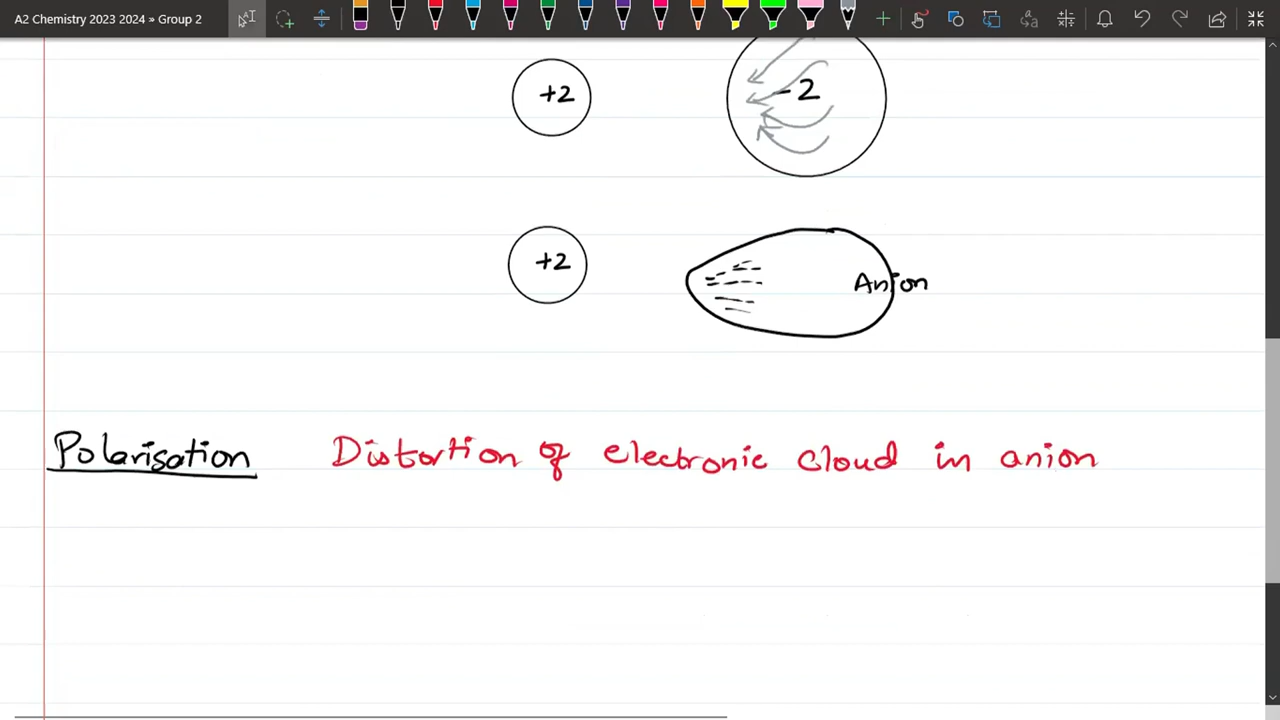 A2 Chemistry 2023 2024 » Group 2
+2
-2
+2
Anion
Polarisation Distortion of electronic cloud in anion